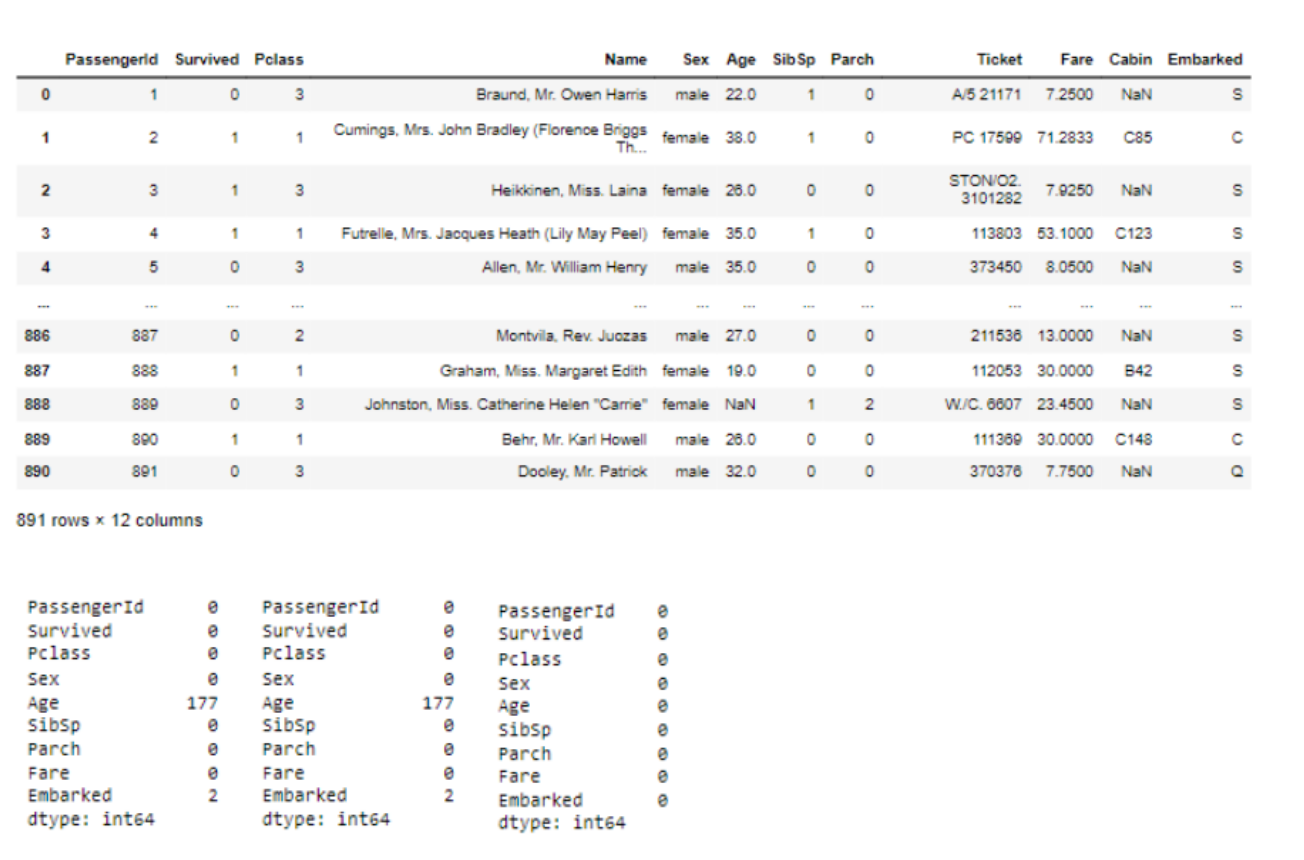 PassengerId Survived Pclass Name Sex Age SibSp Parch Ticket Fare Cabin Embarked
0 1 0 3 Braund, Mr. Owen Harris male 22.0 1 0 A/5 21171 7.2500 NaN S
1 2 1 1 Cumings, Mrs. John Bradley (Florence Briggs Th... female 38.0 1 0 PC 17599 71.2833 C85 C
2 3 1 3 Heikkinen, Miss. Laina female 26.0 0 0 STON/O2. 3101282 7.9250 NaN S
3 4 1 1 Futrelle, Mrs. Jacques Heath (Lily May Peel) female 35.0 1 0 113803 53.1000 C123 S
4 5 0 3 Allen, Mr. William Henry male 35.0 0 0 373450 8.0500 NaN S
... ... ... ... ... ... ... ... ... ... ... ... ...
886 887 0 2 Montvila, Rev. Juozas male 27.0 0 0 211536 13.0000 NaN S
887 888 1 1 Graham, Miss. Margaret Edith female 19.0 0 0 112053 30.0000 B42 S
888 889 0 3 Johnston, Miss. Catherine Helen "Carrie" female NaN 1 2 W./C. 6607 23.4500 NaN S
889 890 1 1 Behr, Mr. Karl Howell male 26.0 0 0 111369 30.0000 C148 C
890 891 0 3 Dooley, Mr. Patrick male 32.0 0 0 370376 7.7500 NaN Q
891 rows × 12 columns
PassengerId 0 PassengerId 0 PassengerId 0
Survived 0 Survived 0 Survived 0
Pclass 0 Pclass 0 Pclass 0
Sex 0 Sex 0 Sex 0
Age 177 Age 177 Age 0
SibSp 0 SibSp 0 SibSp 0
Parch 0 Parch 0 Parch 0
Fare 0 Fare 0 Fare 0
Embarked 2 Embarked 2 Embarked 0
dtype: int64 dtype: int64 dtype: int64